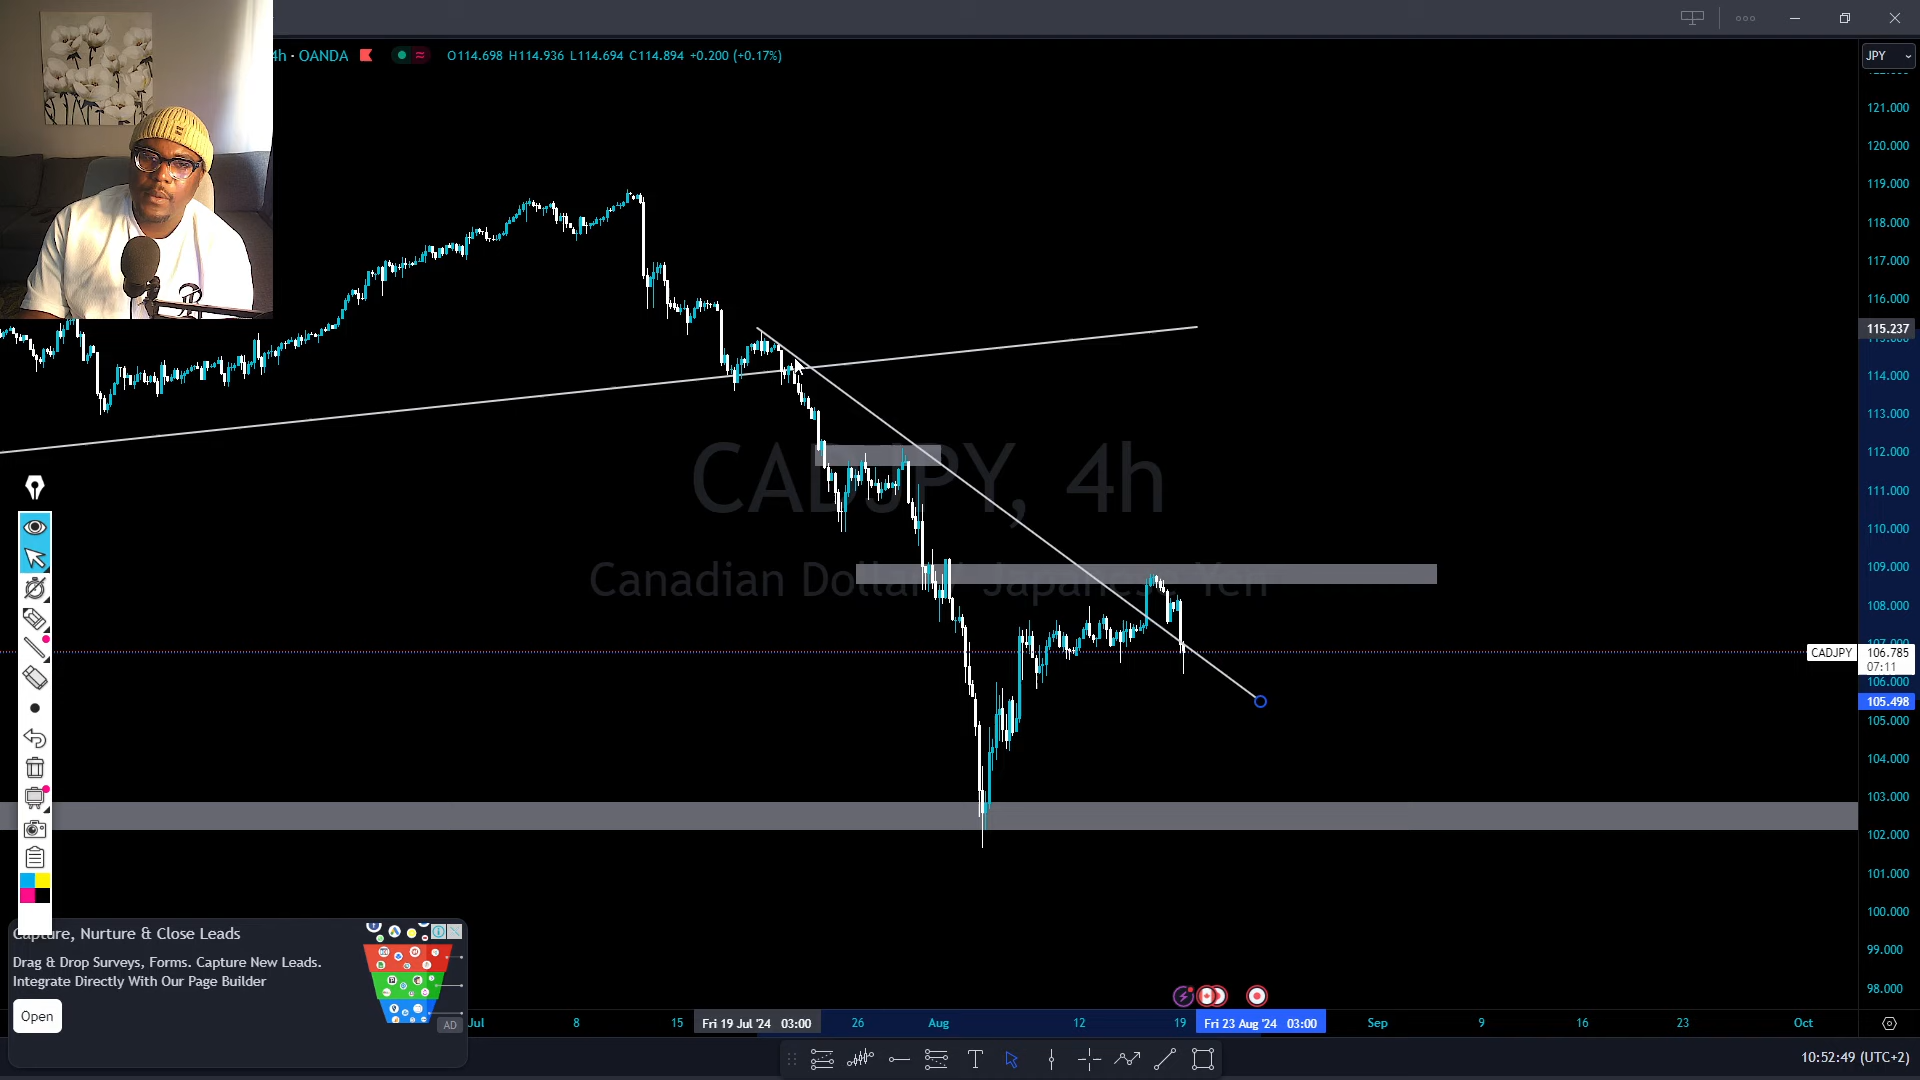 4h · OANDA O114.698 H114.936 L114.694 C114.894 +0.200 (+0.17%)
JPY
121.000
120.000
119.000
118.000
117.000
116.000
115.237
115.000
114.000
113.000
112.000
111.000
110.000
109.000
108.000
107.000
CADJPY 106.785
07:11
106.000
105.498
105.000
104.000
103.000
102.000
101.000
100.000
99.000
98.000
CADJPY, 4h
Canadian Dollar / Japanese Yen
Capture, Nurture & Close Leads
Drag & Drop Surveys, Forms. Capture New Leads.
Integrate Directly With Our Page Builder
Open
AD
Jul 8 15 Fri 19 Jul '24 03:00 26 Aug 12 19 Fri 23 Aug '24 03:00 Sep 9 16 23 Oct
10:52:49 (UTC+2)